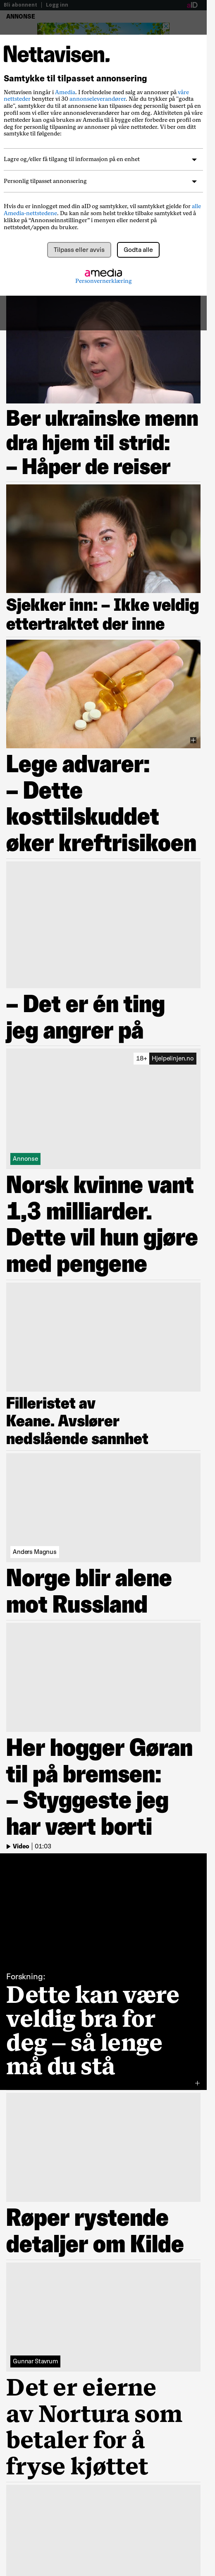 Bli abonnent | Logg inn
aID
ANNONSE
Nettavisen.
Samtykke til tilpasset annonsering
Nettavisen inngår i Amedia. I forbindelse med salg av annonser på våre
nettsteder benytter vi 30 annonseleverandører. Når du trykker på "godta
alle", samtykker du til at annonser kan tilpasses deg personlig basert på din
profil som er el eller våre annonseleverandører har om deg. Aktivitetene på våre
nettsteder kan også bli brukt av Amedia til å bygge eller forbedre en profil om
deg for personlig tilpasning av annonser på våre nettsteder. Vi ber om ditt
samtykke til følgende:
Lagre og/eller få tilgang til informasjon på en enhet
Personlig tilpasset annonsering
Hvis du er innlogget med din aID og samtykker, vil samtykket gjelde for alle
Amedia-nettstedene. Du kan når som helst trekke tilbake samtykket ved å
klikke på “Annonseinnstillinger” i menyen eller nederst på
nettstedet/appen du bruker.
Tilpass eller avvis
Godta alle
amedia
Personvernerklæring
Ber ukrainske menn
dra hjem til strid:
– Håper de reiser
Sjekker inn: – Ikke veldig
ettertraktet der inne
Lege advarer:
– Dette
kosttilskuddet
øker kreftrisikoen
– Det er én ting
jeg angrer på
18+ Hjelpelinjen.no
Annonse
Norsk kvinne vant
1,3 milliarder.
Dette vil hun gjøre
med pengene
Filleristet av
Keane. Avslører
nedslående sannhet
Anders Magnus
Norge blir alene
mot Russland
Her hogger Gøran
til på bremsen:
– Styggeste jeg
har vært borti
Video | 01:03
Forskning:
Dette kan være
veldig bra for
deg – så lenge
må du stå
Røper rystende
detaljer om Kilde
Gunnar Stavrum
Det er eierne
av Nortura som
betaler for å
fryse kjøttet